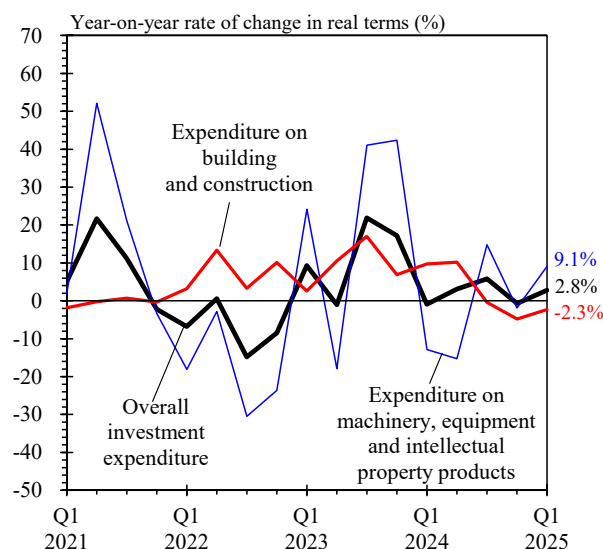 Year-on-year rate of change in real terms (%)
70
60
50
40
30
20
10
0
-10
-20
-30
-40
-50
Expenditure on
building
and construction
9.1%
2.8%
-2.3%
Overall
investment
expenditure
Expenditure on
machinery, equipment
and intellectual
property products
Q1 Q1 Q1 Q1 Q1
2021 2022 2023 2024 2025